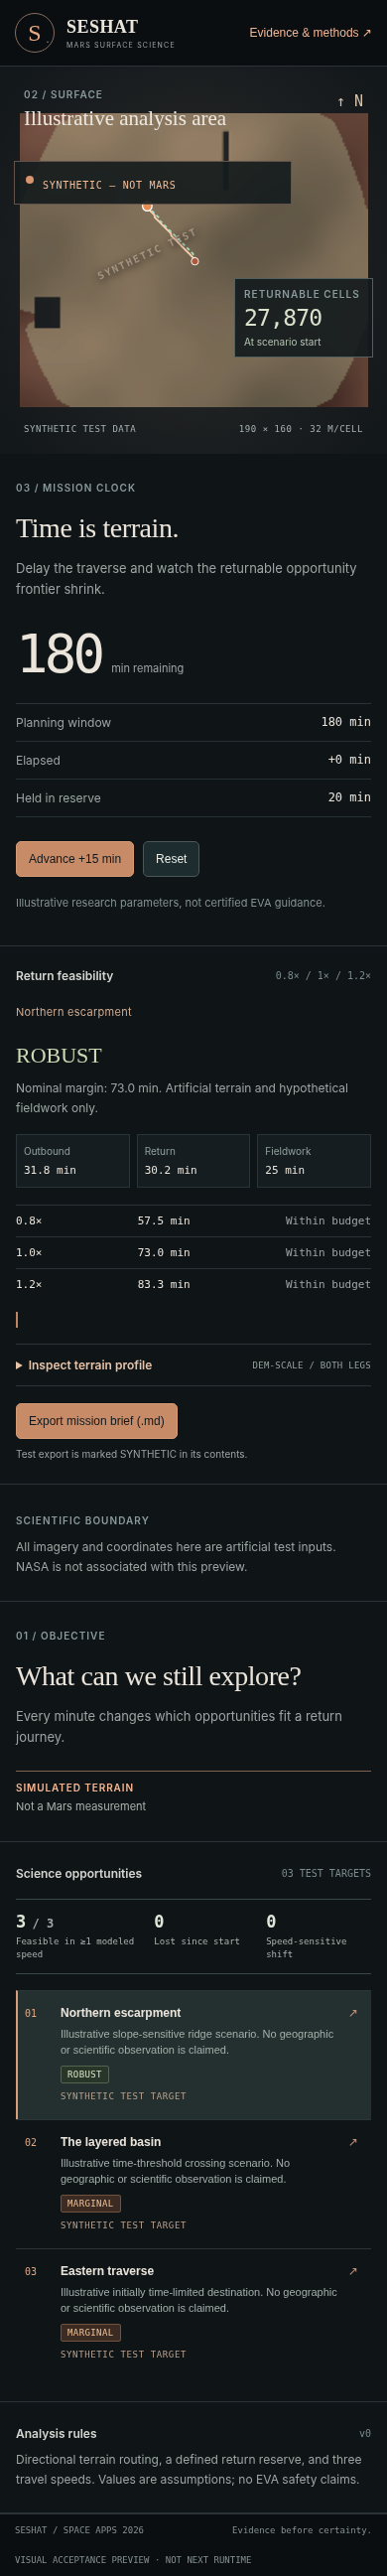 S
SESHAT
MARS SURFACE SCIENCE
Evidence & methods ↗
02 / SURFACE
Illustrative analysis area
↑ N
SYNTHETIC — NOT MARS
SYNTHETIC TEST
RETURNABLE CELLS
27,870
At scenario start
SYNTHETIC TEST DATA
190 × 160 · 32 M/CELL
03 / MISSION CLOCK
Time is terrain.
Delay the traverse and watch the returnable opportunity
frontier shrink.
180 min remaining
Planning window 180 min
Elapsed +0 min
Held in reserve 20 min
Advance +15 min
Reset
Illustrative research parameters, not certified EVA guidance.
Return feasibility 0.8× / 1× / 1.2×
Northern escarpment
ROBUST
Nominal margin: 73.0 min. Artificial terrain and hypothetical
fieldwork only.
Outbound Return Fieldwork
31.8 min 30.2 min 25 min
0.8× 57.5 min Within budget
1.0× 73.0 min Within budget
1.2× 83.3 min Within budget
▶ Inspect terrain profile DEM-SCALE / BOTH LEGS
Export mission brief (.md)
Test export is marked SYNTHETIC in its contents.
SCIENTIFIC BOUNDARY
All imagery and coordinates here are artificial test inputs.
NASA is not associated with this preview.
01 / OBJECTIVE
What can we still explore?
Every minute changes which opportunities fit a return
journey.
SIMULATED TERRAIN
Not a Mars measurement
Science opportunities 03 TEST TARGETS
3 / 3 0 0
Feasible in ≥1 modeled Lost since start Speed-sensitive
speed shift
01 Northern escarpment ↗
Illustrative slope-sensitive ridge scenario. No geographic
or scientific observation is claimed.
ROBUST
SYNTHETIC TEST TARGET
02 The layered basin ↗
Illustrative time-threshold crossing scenario. No
geographic or scientific observation is claimed.
MARGINAL
SYNTHETIC TEST TARGET
03 Eastern traverse ↗
Illustrative initially time-limited destination. No geographic
or scientific observation is claimed.
MARGINAL
SYNTHETIC TEST TARGET
Analysis rules v0
Directional terrain routing, a defined return reserve, and three
travel speeds. Values are assumptions; no EVA safety claims.
SESHAT / SPACE APPS 2026 Evidence before certainty.
VISUAL ACCEPTANCE PREVIEW · NOT NEXT RUNTIME